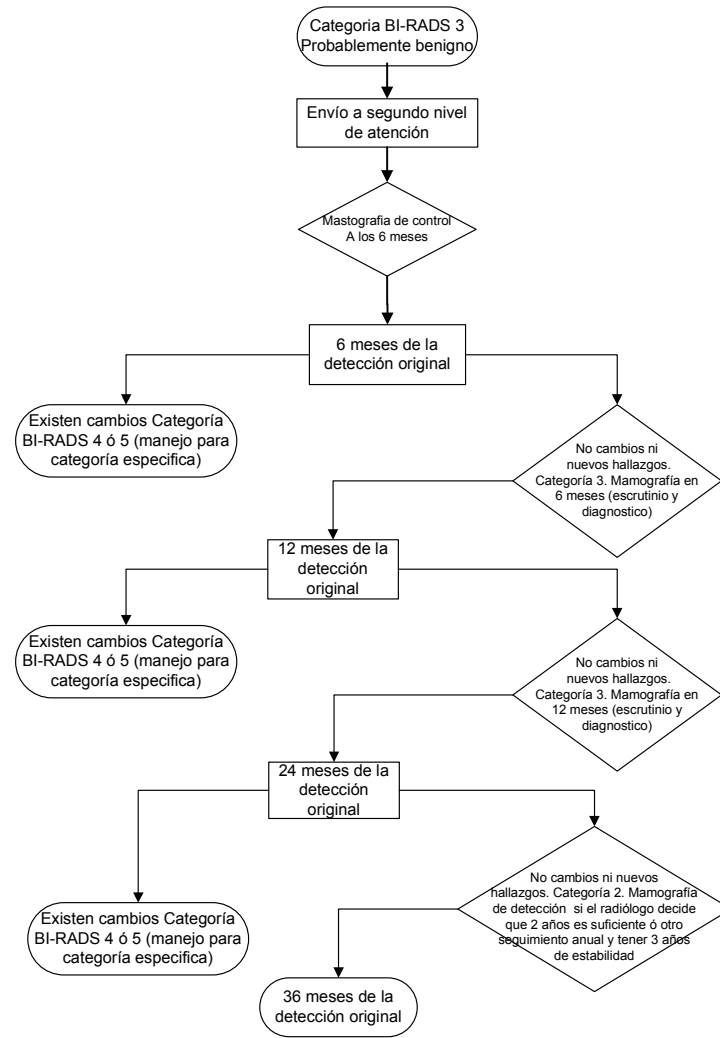 Categoria BI-RADS 3
Probablemente benigno
Envío a segundo nivel
de atención
Mastografia de control
A los 6 meses
6 meses de la
detección original
Existen cambios Categoría
BI-RADS 4 ó 5 (manejo para
categoría especifica)
No cambios ni
nuevos hallazgos.
Categoría 3. Mamografía en
6 meses (escrutinio y
diagnostico)
12 meses de la
detección
original
Existen cambios Categoría
BI-RADS 4 ó 5 (manejo para
categoría especifica)
No cambios ni
nuevos hallazgos.
Categoría 3. Mamografía en
12 meses (escrutinio y
diagnostico)
24 meses de la
detección
original
Existen cambios Categoría
BI-RADS 4 ó 5 (manejo para
categoría especifica)
No cambios ni nuevos
hallazgos. Categoría 2. Mamografía
de detección si el radiólogo decide
que 2 años es suficiente ó otro
seguimiento anual y tener 3 años
de estabilidad
36 meses de la
detección original